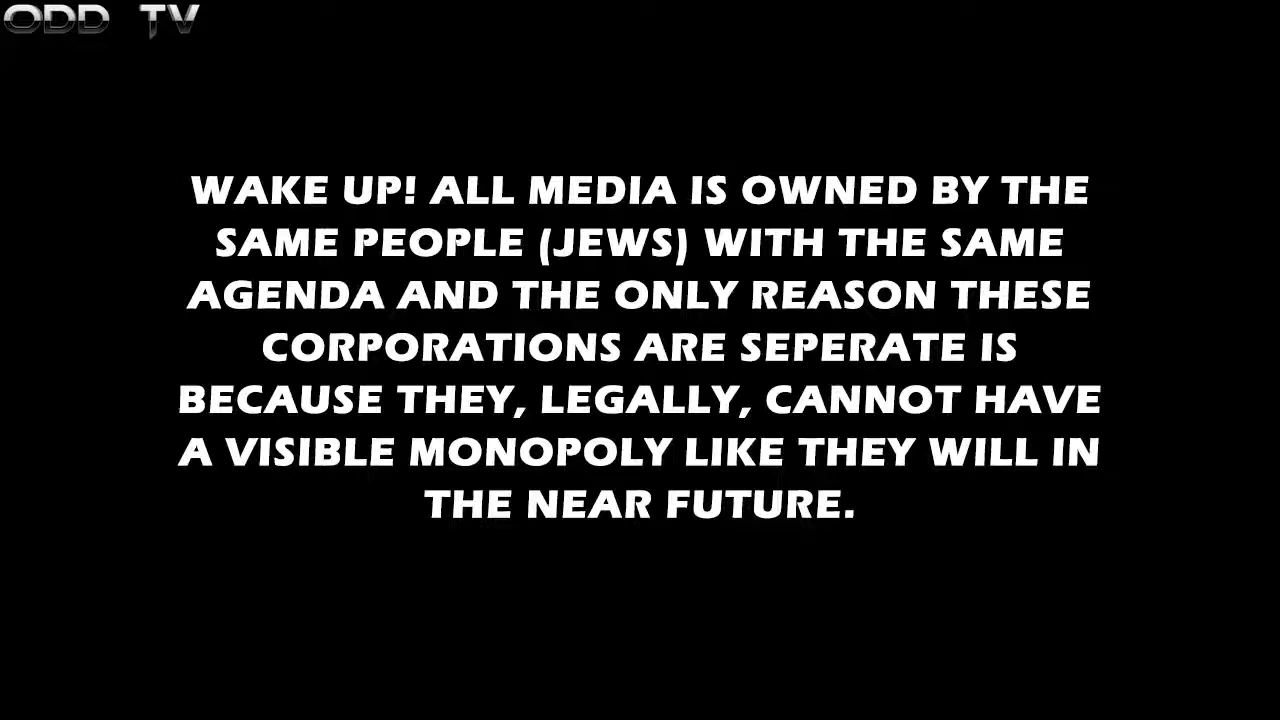 ODD TV
WAKE UP! ALL MEDIA IS OWNED BY THE
SAME PEOPLE (JEWS) WITH THE SAME
AGENDA AND THE ONLY REASON THESE
CORPORATIONS ARE SEPERATE IS
BECAUSE THEY, LEGALLY, CANNOT HAVE
A VISIBLE MONOPOLY LIKE THEY WILL IN
THE NEAR FUTURE.